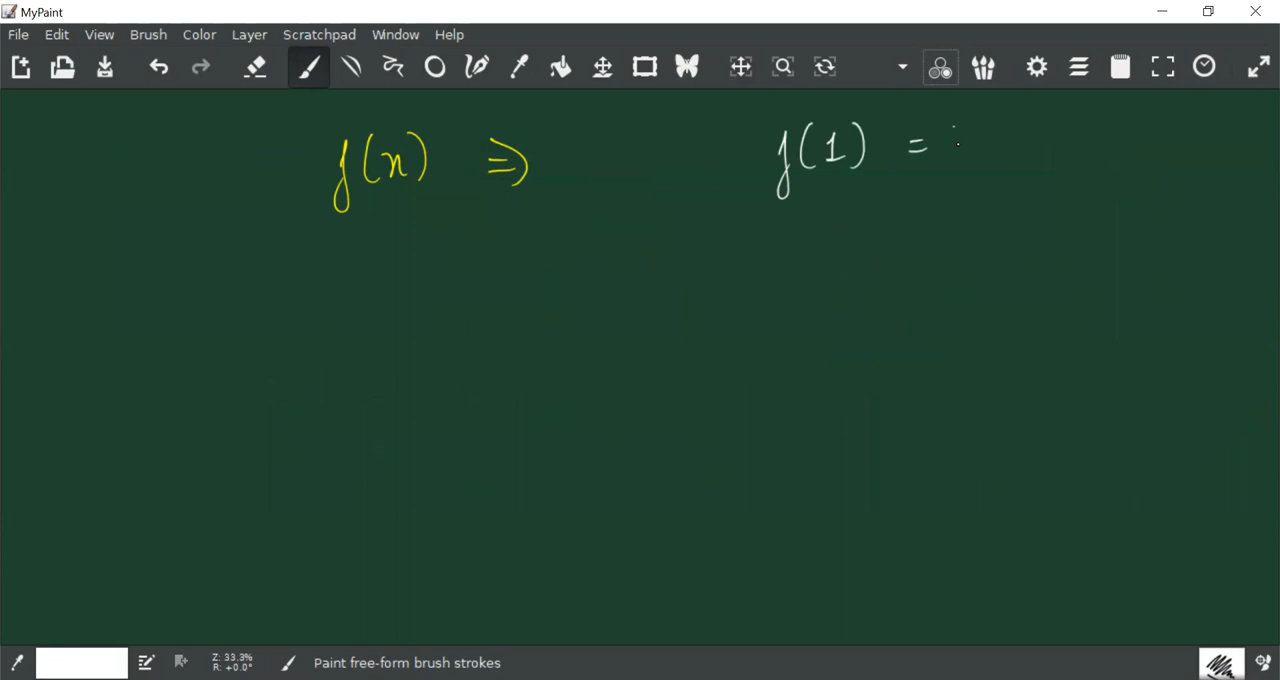 MyPaint
File Edit View Brush Color Layer Scratchpad Window Help
f(n) ⇒ f(1) =
Z: 33.3%
R: +0.0°
Paint free-form brush strokes